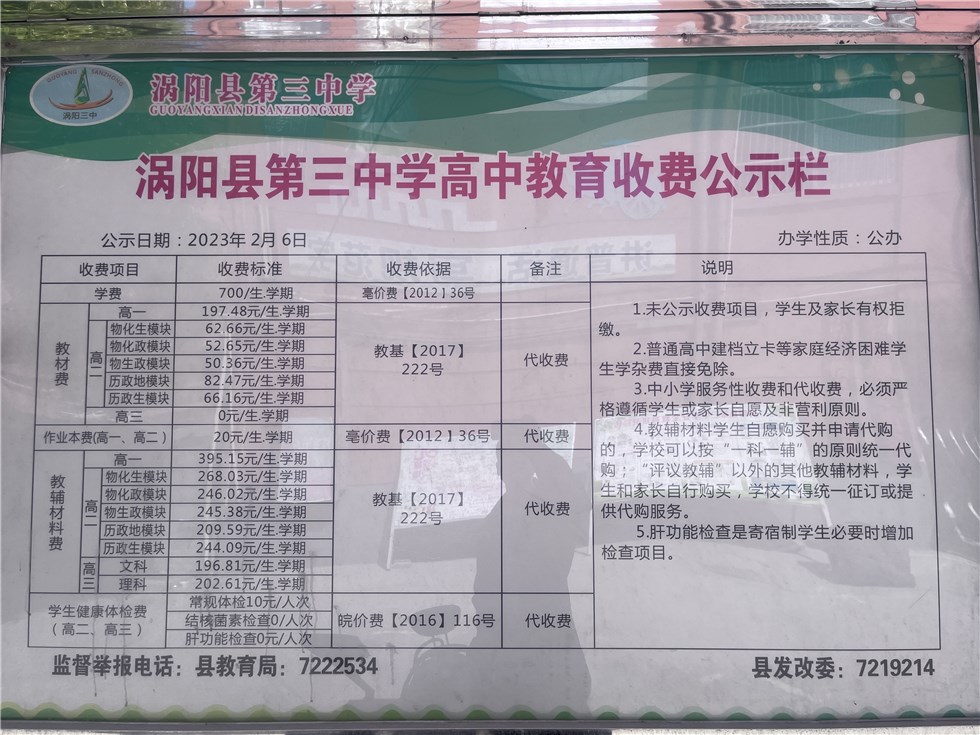 GUOYANG SANZHONG
涡阳三中
涡阳县第三中学
GUOYANGXIANDISANZHONGXUE
涡阳县第三中学高中教育收费公示栏
公示日期：2023年2月6日
办学性质：公办
收费项目 收费标准 收费依据 备注 说明
学费 700/生.学期 亳价费【2012】36号
教材费
高一 197.48元/生.学期
高二
物化生模块 62.66元/生.学期
物化政模块 52.65元/生.学期
物生政模块 50.36元/生.学期
历政地模块 82.47元/生.学期
历政生模块 66.16元/生.学期
高三 0元/生.学期
教基【2017】
222号
代收费
作业本费(高一、高二） 20元/生.学期 亳价费【2012】36号 代收费
教辅材料费
高一 395.15元/生.学期
高二
物化生模块 268.03元/生.学期
物化政模块 246.02元/生.学期
物生政模块 245.38元/生.学期
历政地模块 209.59元/生.学期
历政生模块 244.09元/生.学期
高三
文科 196.81元/生.学期
理科 202.61元/生.学期
教基【2017】
222号
代收费
学生健康体检费
（高二、高三）
常规体检10元/人次
结核菌素检查0/人次
肝功能检查0元/人次
皖价费【2016】116号
代收费
1.未公示收费项目，学生及家长有权拒
缴。
2.普通高中建档立卡等家庭经济困难学
生学杂费直接免除。
3.中小学服务性收费和代收费，必须严
格遵循学生或家长自愿及非营利原则。
4.教辅材料学生自愿购买并申请代购
的，学校可以按“一科一辅”的原则统一代
购；“评议教辅”以外的其他教辅材料，学
生和家长自行购买，学校不得统一征订或提
供代购服务。
5.肝功能检查是寄宿制学生必要时增加
检查项目。
监督举报电话：县教育局：7222534
县发改委：7219214